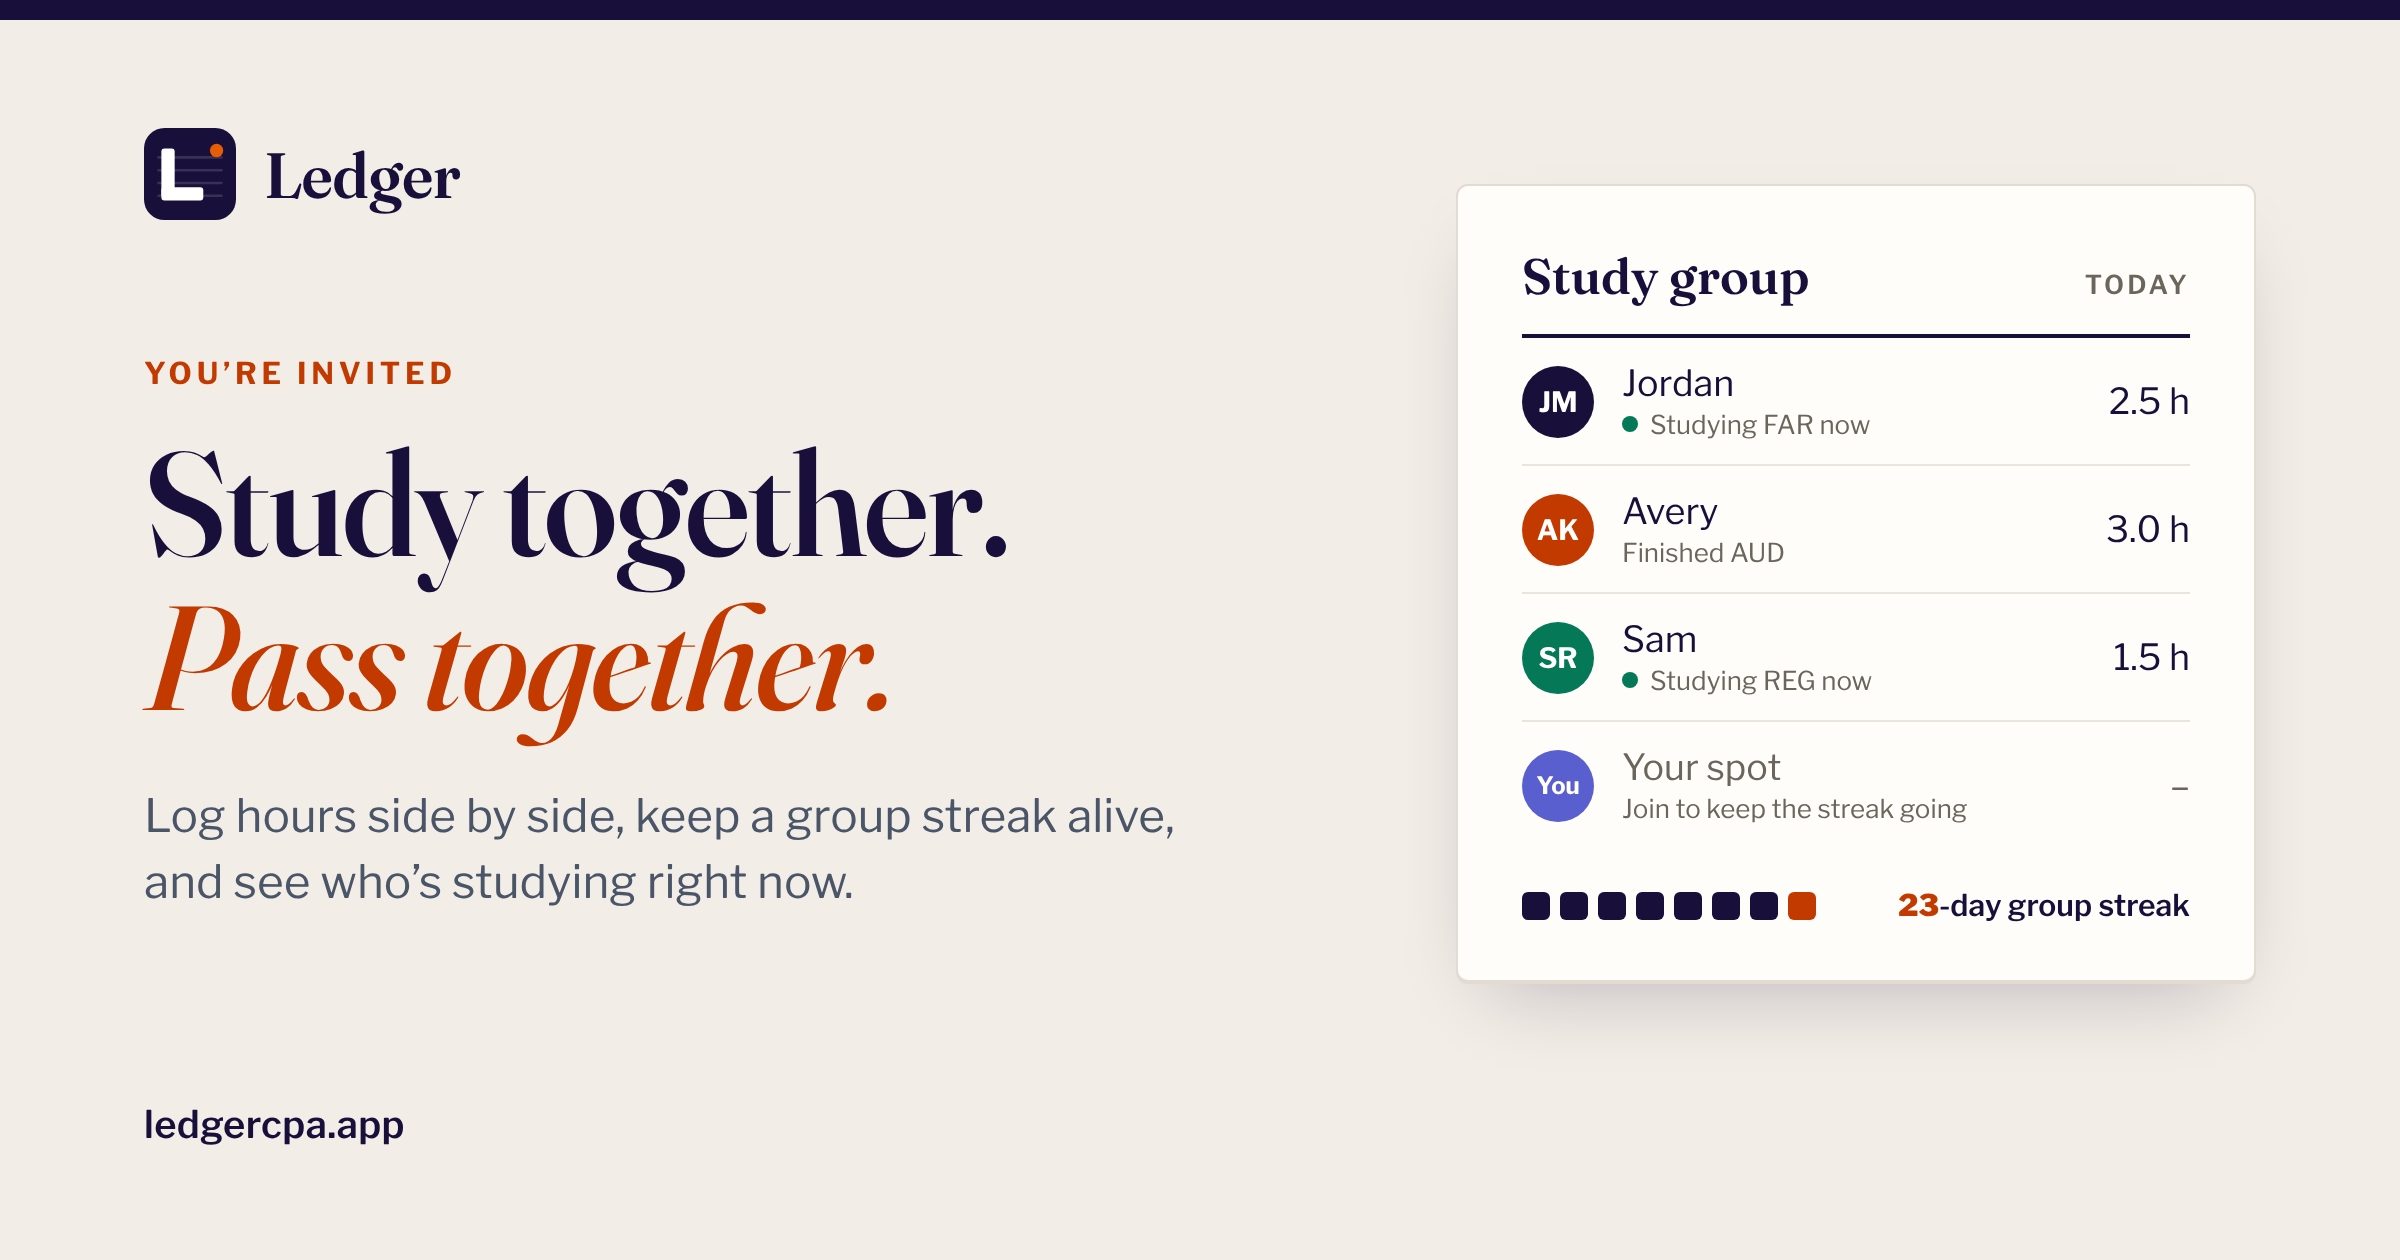 L
Ledger
YOU’RE INVITED
Study together.
Pass together.
Log hours side by side, keep a group streak alive,
and see who’s studying right now.
ledgercpa.app
Study group TODAY
JM Jordan 2.5 h
Studying FAR now
AK Avery 3.0 h
Finished AUD
SR Sam 1.5 h
Studying REG now
You Your spot –
Join to keep the streak going
23-day group streak